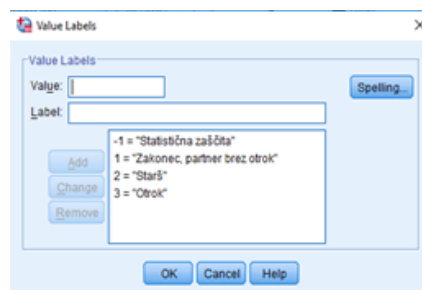 Value Labels
Value Labels
Value:
Spelling...
Label:
-1 = "Statistična zaščita"
1 = "Zakonec, partner brez otrok"
2 = "Starš"
3 = "Otrok"
Add
Change
Remove
OK Cancel Help